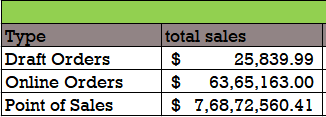 Type total sales
Draft Orders $ 25,839.99
Online Orders $ 63,65,163.00
Point of Sales $ 7,68,72,560.41